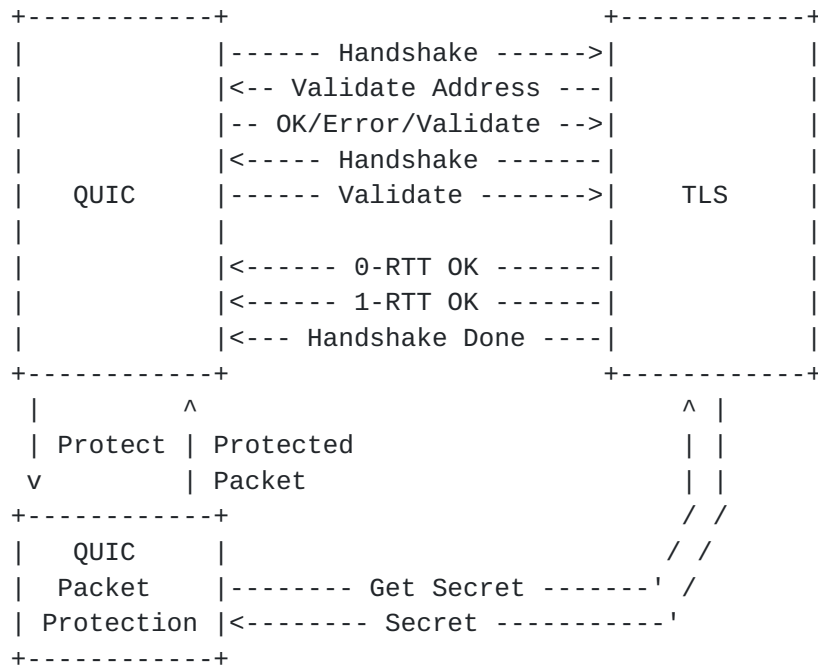 +------------+                        +------------+
|            |------ Handshake ------>|            |
|            |<-- Validate Address ---|            |
|            |-- OK/Error/Validate -->|            |
|            |<----- Handshake -------|            |
|    QUIC    |------ Validate ------->|    TLS     |
|            |                        |            |
|            |<------ 0-RTT OK -------|            |
|            |<------ 1-RTT OK -------|            |
|            |<--- Handshake Done ----|            |
+------------+                        +------------+
 |         ^                               ^ |
 | Protect | Protected                     | |
 v         | Packet                        | |
+------------+                             / /
|    QUIC    |                            / /
|   Packet   |-------- Get Secret -------' /
| Protection |<-------- Secret -----------'
+------------+